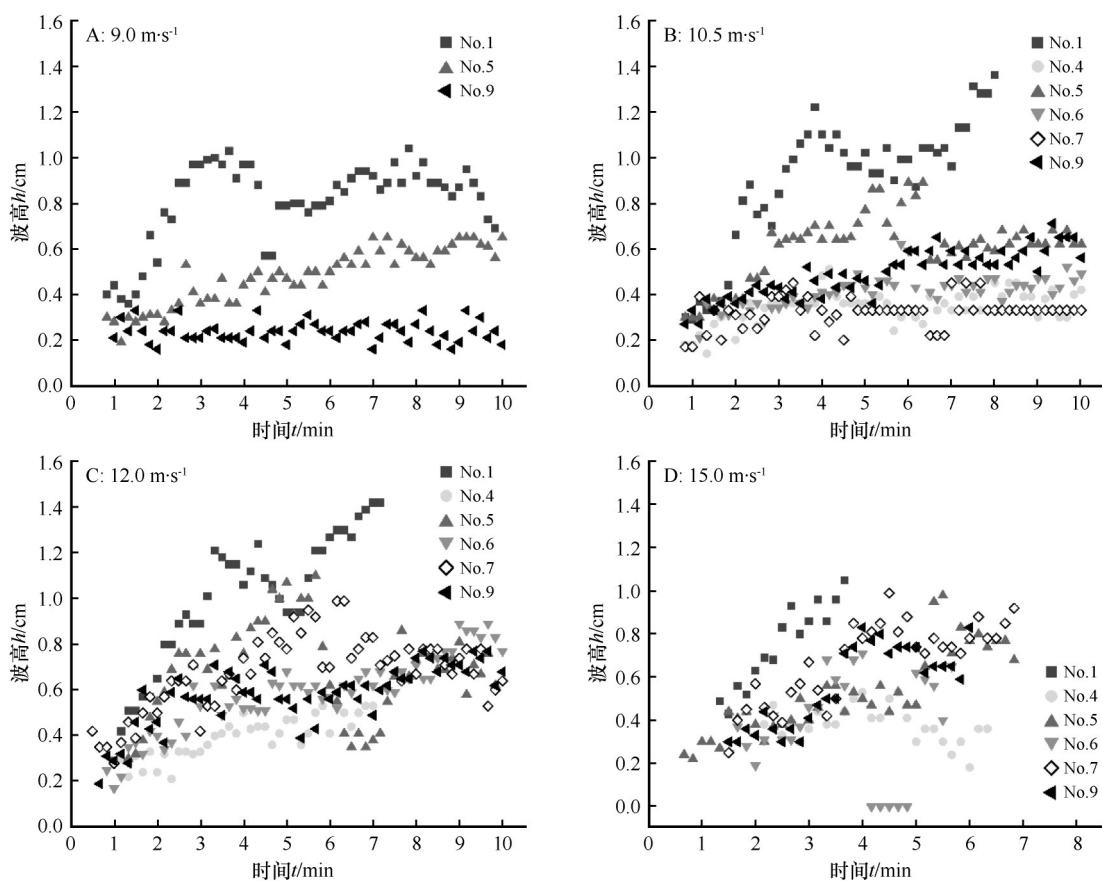 A: 9.0 m·s⁻¹
No.1
No.5
No.9
波高h/cm
1.6
1.4
1.2
1.0
0.8
0.6
0.4
0.2
0.0
0 1 2 3 4 5 6 7 8 9 10
时间t/min
B: 10.5 m·s⁻¹
No.1
No.4
No.5
No.6
No.7
No.9
波高h/cm
1.6
1.4
1.2
1.0
0.8
0.6
0.4
0.2
0.0
0 1 2 3 4 5 6 7 8 9 10
时间t/min
C: 12.0 m·s⁻¹
No.1
No.4
No.5
No.6
No.7
No.9
波高h/cm
1.6
1.4
1.2
1.0
0.8
0.6
0.4
0.2
0.0
0 1 2 3 4 5 6 7 8 9 10
时间t/min
D: 15.0 m·s⁻¹
No.1
No.4
No.5
No.6
No.7
No.9
波高h/cm
1.6
1.4
1.2
1.0
0.8
0.6
0.4
0.2
0.0
0 1 2 3 4 5 6 7 8
时间t/min